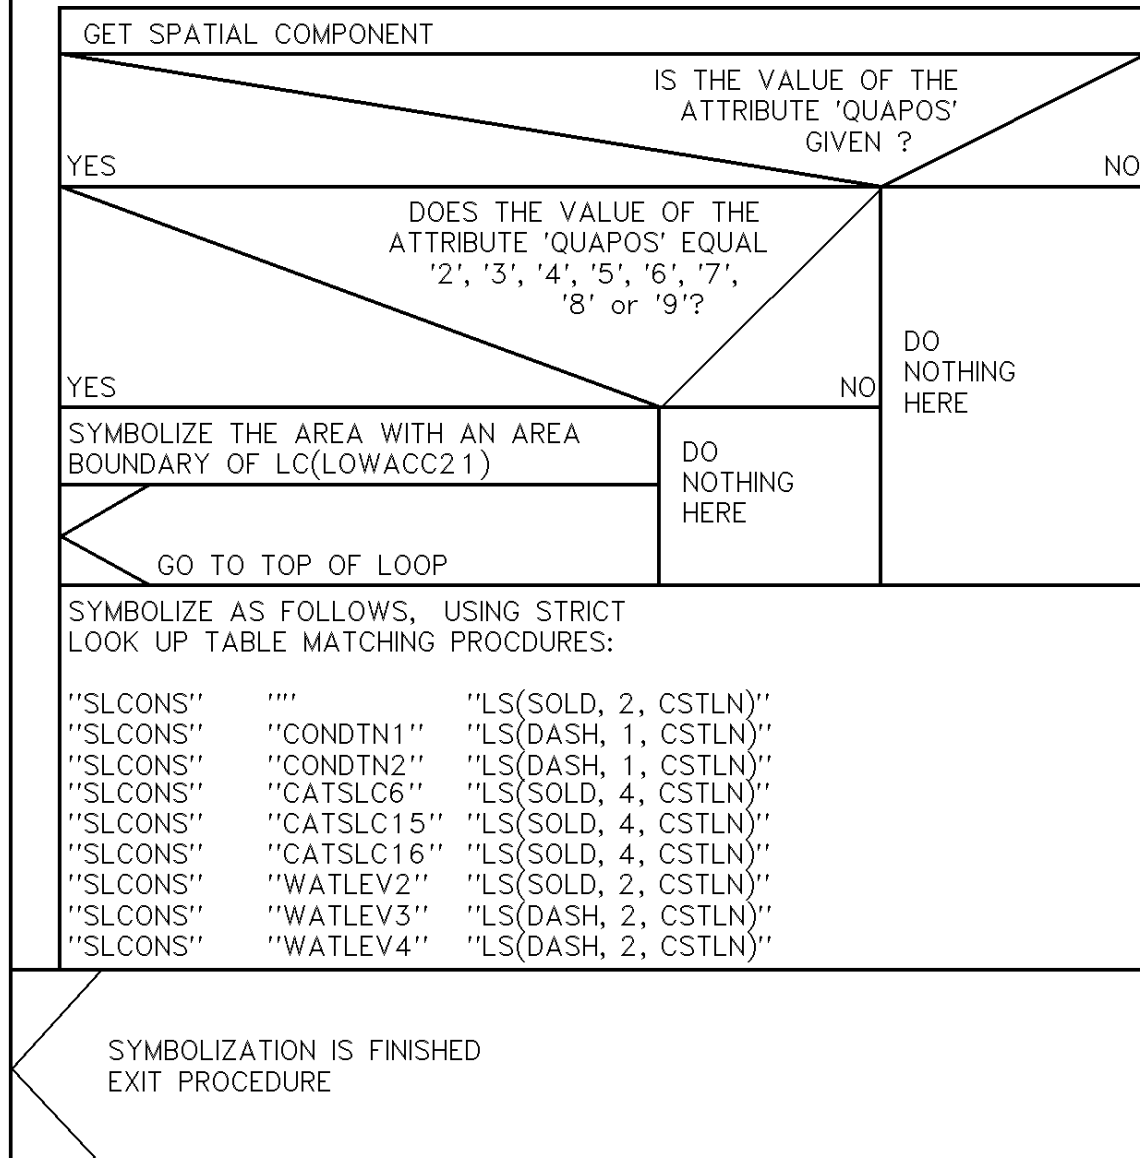 GET SPATIAL COMPONENT
IS THE VALUE OF THE
ATTRIBUTE 'QUAPOS'
GIVEN ?
YES
NO
DOES THE VALUE OF THE
ATTRIBUTE 'QUAPOS' EQUAL
'2', '3', '4', '5', '6', '7',
'8' or '9'?
YES
NO
DO
NOTHING
HERE
SYMBOLIZE THE AREA WITH AN AREA
BOUNDARY OF LC(LOWACC21)
DO
NOTHING
HERE
GO TO TOP OF LOOP
SYMBOLIZE AS FOLLOWS, USING STRICT
LOOK UP TABLE MATCHING PROCDURES:
"SLCONS" "" "LS(SOLD, 2, CSTLN)"
"SLCONS" "CONDTN1" "LS(DASH, 1, CSTLN)"
"SLCONS" "CONDTN2" "LS(DASH, 1, CSTLN)"
"SLCONS" "CATSLC6" "LS(SOLD, 4, CSTLN)"
"SLCONS" "CATSLC15" "LS(SOLD, 4, CSTLN)"
"SLCONS" "CATSLC16" "LS(SOLD, 4, CSTLN)"
"SLCONS" "WATLEV2" "LS(SOLD, 2, CSTLN)"
"SLCONS" "WATLEV3" "LS(DASH, 2, CSTLN)"
"SLCONS" "WATLEV4" "LS(DASH, 2, CSTLN)"
SYMBOLIZATION IS FINISHED
EXIT PROCEDURE